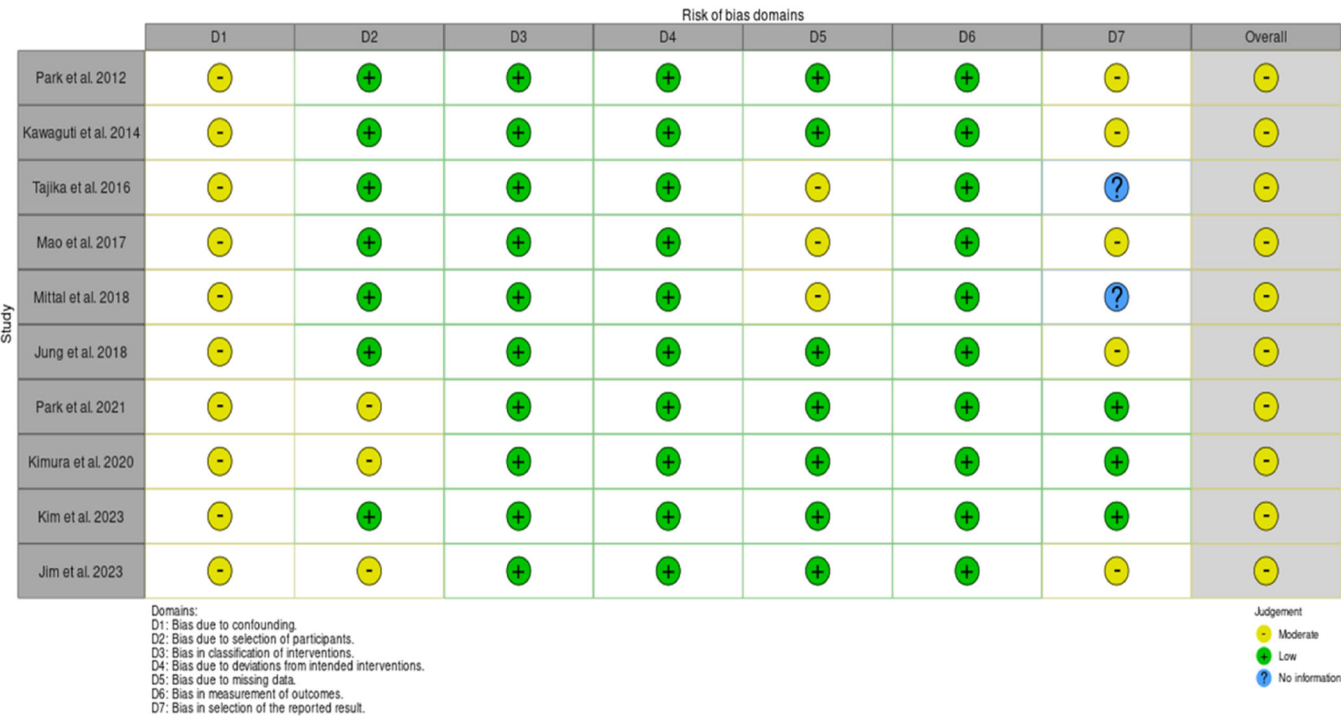 Risk of bias domains
D1 D2 D3 D4 D5 D6 D7 Overall
Study
Park et al. 2012 - + + + + + - -
Kawaguti et al. 2014 - + + + + + - -
Tajika et al. 2016 - + + + - + ? -
Mao et al. 2017 - + + + - + - -
Mittal et al. 2018 - + + + - + ? -
Jung et al. 2018 - + + + + + - -
Park et al. 2021 - - + + + + + -
Kimura et al. 2020 - - + + + + + -
Kim et al. 2023 - + + + + + + -
Jim et al. 2023 - - + + + + - -
Domains:
D1: Bias due to confounding.
D2: Bias due to selection of participants.
D3: Bias in classification of interventions.
D4: Bias due to deviations from intended interventions.
D5: Bias due to missing data.
D6: Bias in measurement of outcomes.
D7: Bias in selection of the reported result.
Judgement
- Moderate
+ Low
? No information